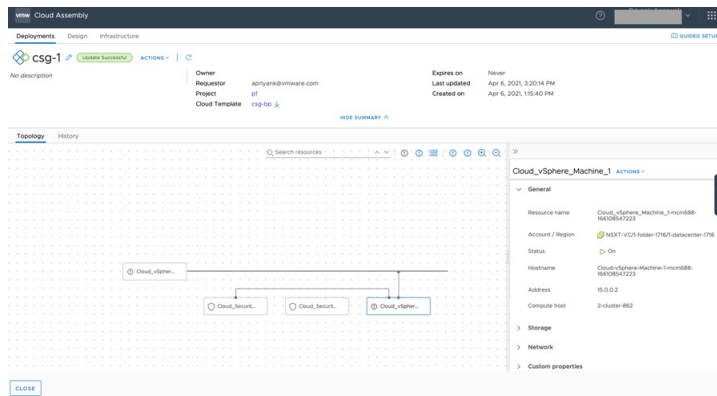 vmw Cloud Assembly
Deployments Design Infrastructure GUIDED SETUP
csg-1 Update Successful ACTIONS
No description
Owner
Requestor apriyank@vmware.com
Project p1
Cloud Template csg-bp
Expires on Never
Last updated Apr 6, 2021, 3:20:14 PM
Created on Apr 6, 2021, 1:15:40 PM
HIDE SUMMARY
Topology History
Search resources
Cloud_vSpher...
Cloud_Securit... Cloud_Securit... Cloud_vSpher...
Cloud_vSphere_Machine_1 ACTIONS
General
Resource name Cloud_vSphere_Machine_1-mcm688-
166108547223
Account / Region NSXT-VC/1-folder-1716/1-datacenter-1716
Status On
Hostname Cloud-vSphere-Machine-1-mcm688-
166108547223
Address 15.0.0.2
Compute host 2-cluster-862
Storage
Network
Custom properties
CLOSE